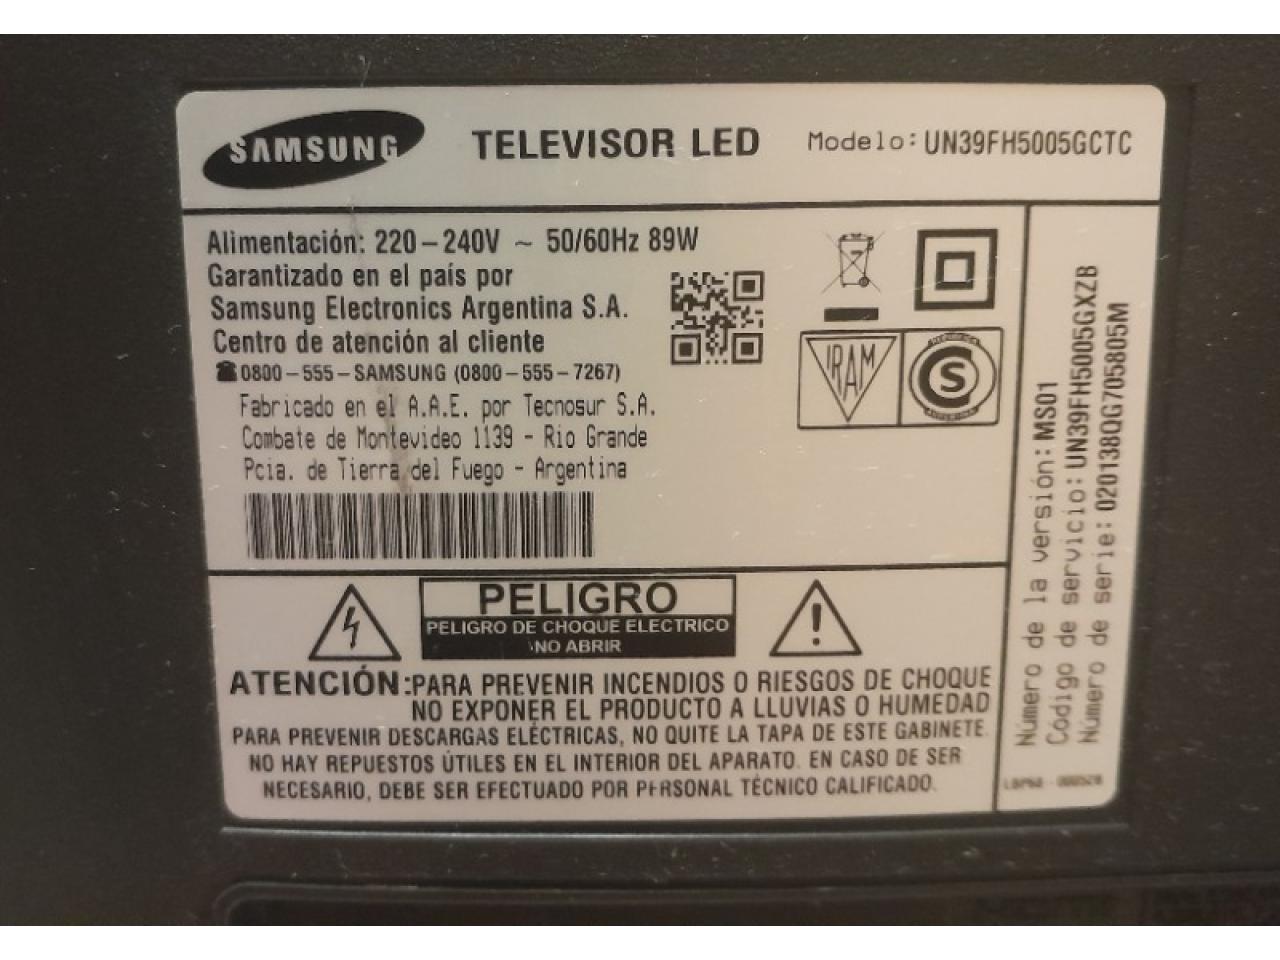 SAMSUNG TELEVISOR LED Modelo: UN39FH5005GCTC
Alimentación: 220-240V ~ 50/60Hz 89W
Garantizado en el país por
Samsung Electronics Argentina S.A.
Centro de atención al cliente
☎0800-555-SAMSUNG (0800-555-7267)
Fabricado en el A.A.E. por Tecnosur S.A.
Combate de Montevideo 1139 - Rio Grande
Pcia. de Tierra del Fuego - Argentina
IRAM
S
PELIGRO
PELIGRO DE CHOQUE ELECTRICO
NO ABRIR
ATENCIÓN:PARA PREVENIR INCENDIOS O RIESGOS DE CHOQUE
NO EXPONER EL PRODUCTO A LLUVIAS O HUMEDAD
PARA PREVENIR DESCARGAS ELÉCTRICAS, NO QUITE LA TAPA DE ESTE GABINETE.
NO HAY REPUESTOS ÚTILES EN EL INTERIOR DEL APARATO. EN CASO DE SER
NECESARIO, DEBE SER EFECTUADO POR PERSONAL TÉCNICO CALIFICADO.
Número de la versión: MS01
Código de servicio: UN39FH5005GXZB
Número de serie: 020138QG705805M